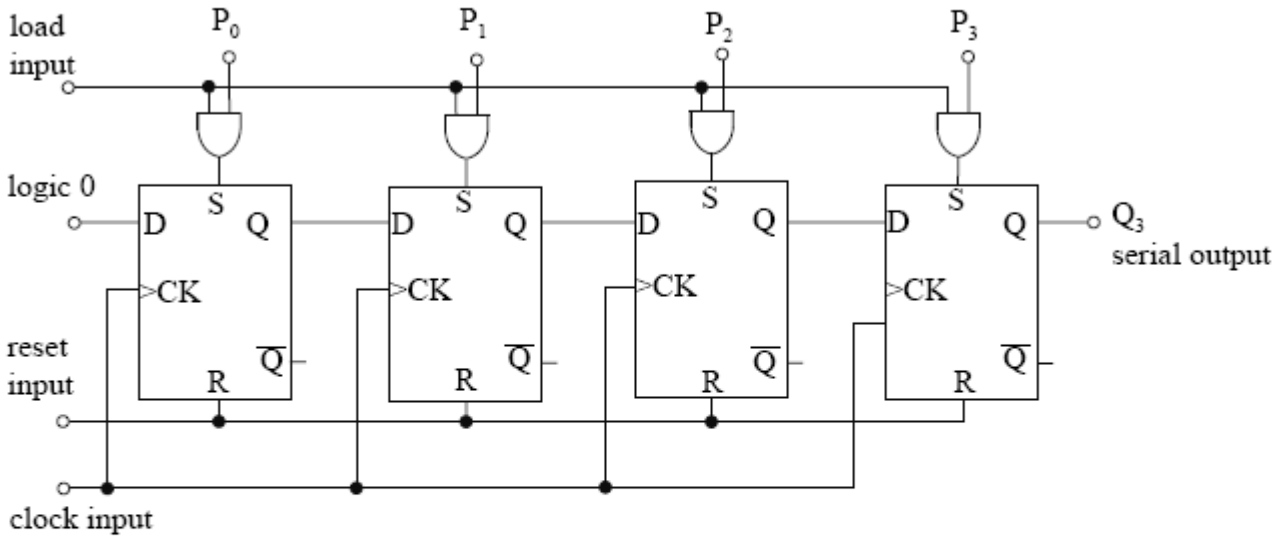 load
input
P₀
P₁
P₂
P₃
logic 0
S
S
S
S
D
Q
D
Q
D
Q
D
Q
Q₃
serial output
CK
CK
CK
CK
reset
input
Q̅
Q̅
Q̅
Q̅
R
R
R
R
clock input